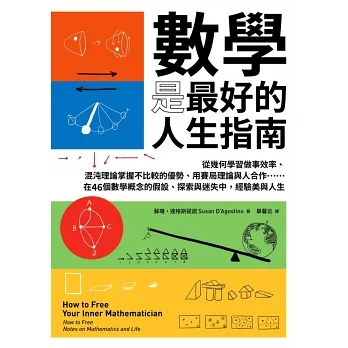 數學
是最好的
人生指南
從幾何學習做事效率、
混沌理論掌握不比較的優勢、用賽局理論與人合作……
在46個數學概念的假設、探索與迷失中，經驗美與人生
蘇珊・達格斯提諾 Susan D'Agostino 著 畢馨云 譯
A
B
C
D
How to Free
Your Inner Mathematician
How to Free
Notes on Mathematics and Life